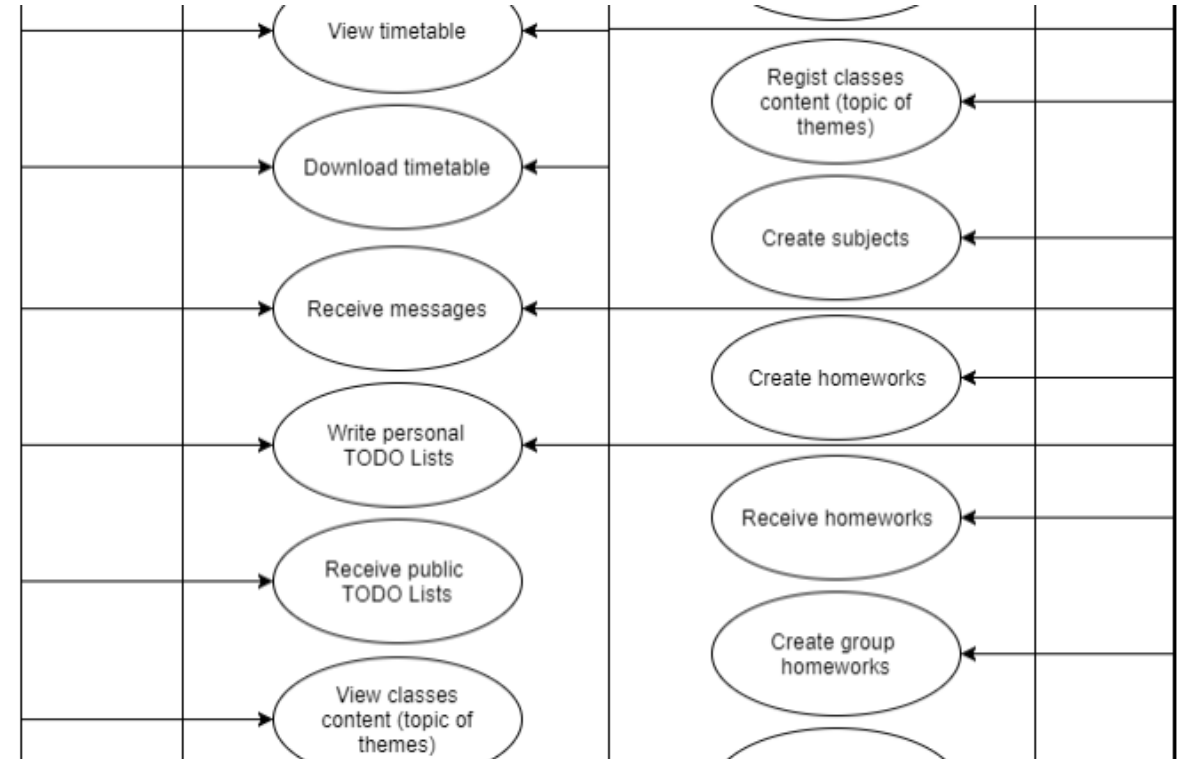 View timetable
Download timetable
Receive messages
Write personal
TODO Lists
Receive public
TODO Lists
View classes
content (topic of
themes)
Regist classes
content (topic of
themes)
Create subjects
Create homeworks
Receive homeworks
Create group
homeworks